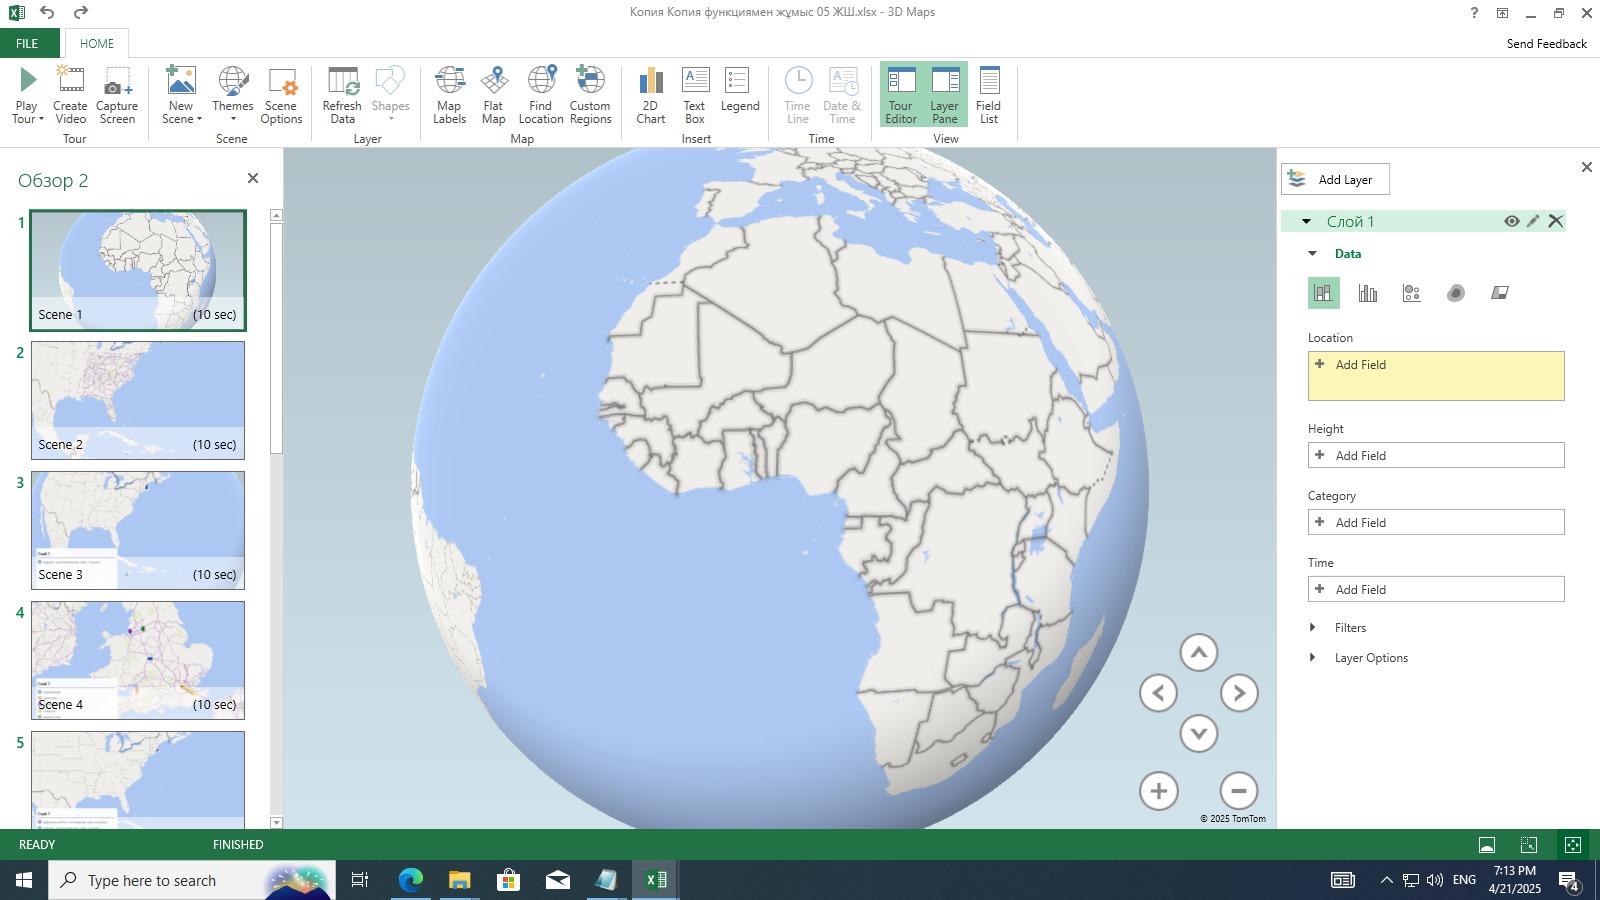 Копия Копия функциямен жұмыс 05 ЖШ.xlsx - 3D Maps
?
FILE
HOME
Send Feedback
Play Tour
Create Video
Capture Screen
Tour
New Scene
Themes
Scene Options
Scene
Refresh Data
Shapes
Layer
Map Labels
Flat Map
Find Location
Custom Regions
Map
2D Chart
Text Box
Legend
Insert
Time Line
Date & Time
Time
Tour Editor
Layer Pane
Field List
View
Обзор 2
1
Scene 1 (10 sec)
2
Scene 2 (10 sec)
3
Scene 3 (10 sec)
4
Scene 4 (10 sec)
5
© 2025 TomTom
Add Layer
Слой 1
Data
Location
Add Field
Height
Add Field
Category
Add Field
Time
Add Field
Filters
Layer Options
READY
FINISHED
Type here to search
ENG
7:13 PM
4/21/2025
4